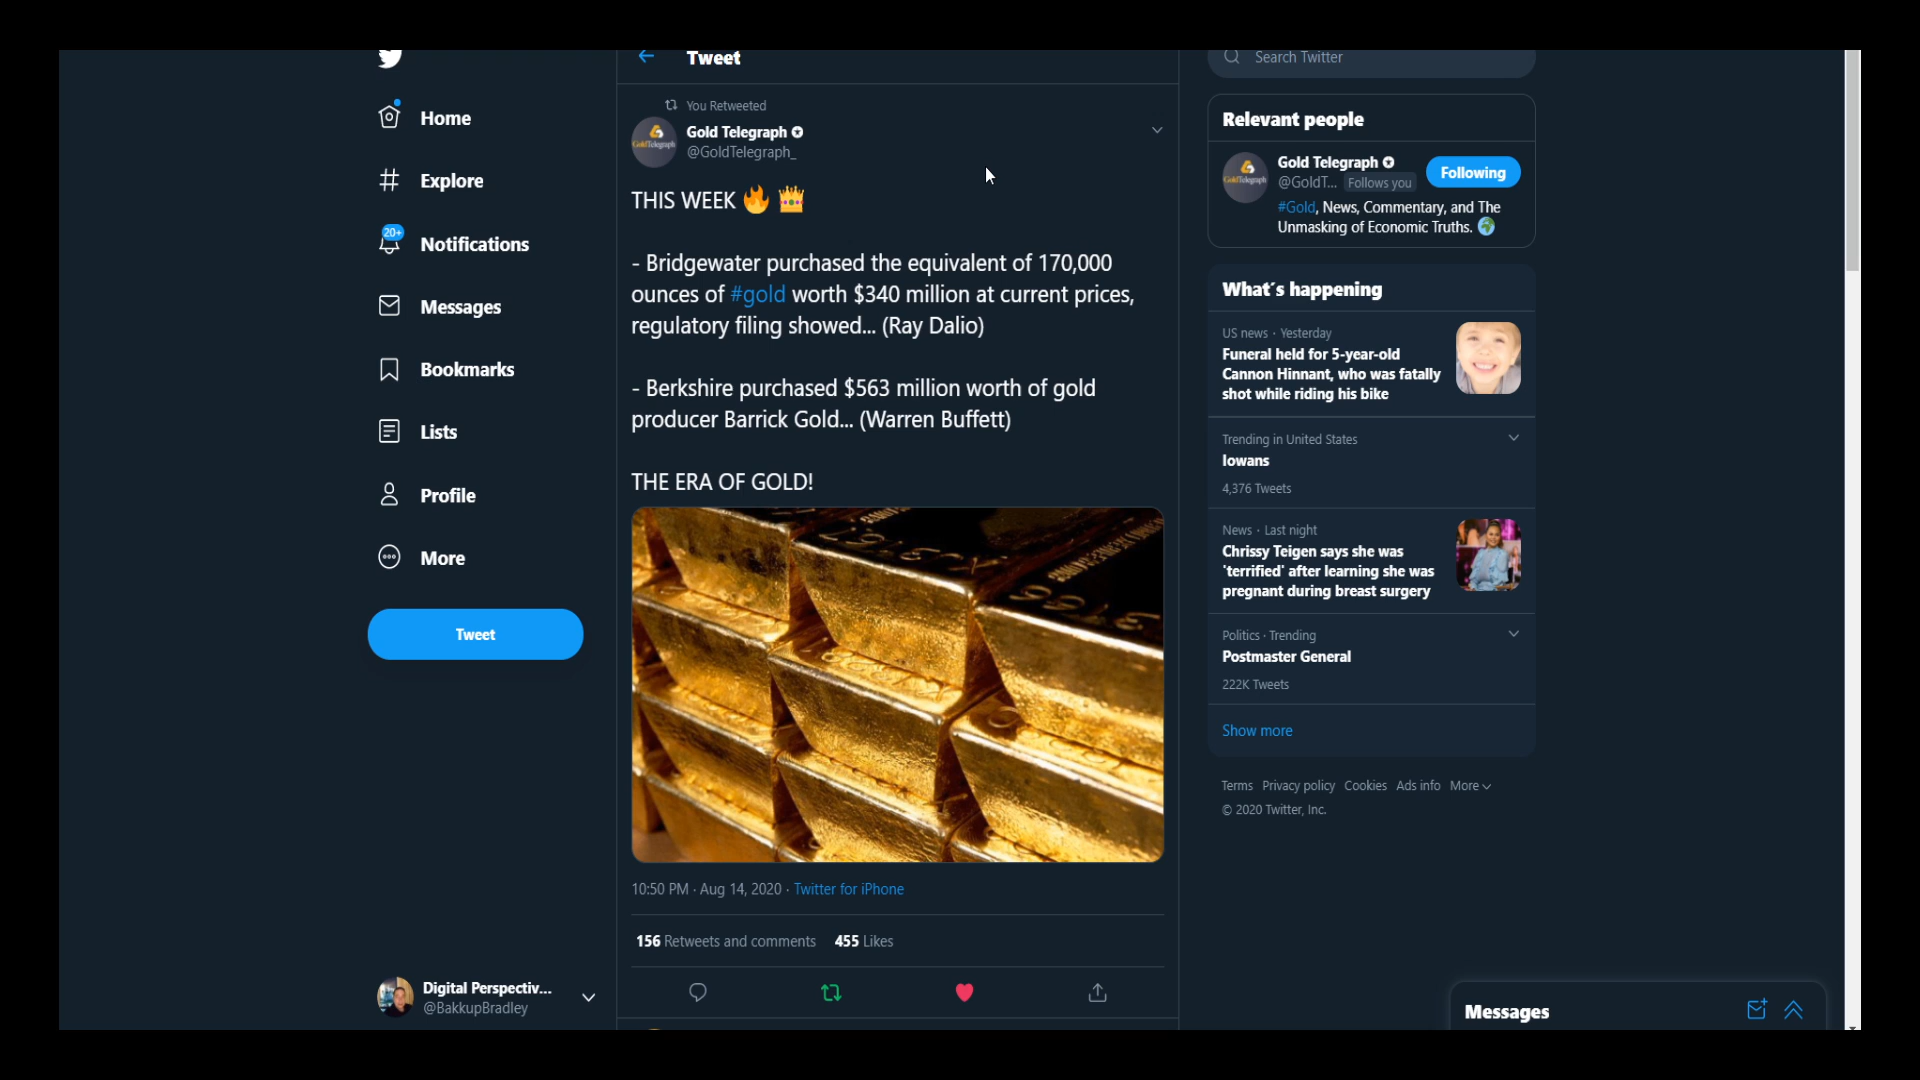 Home
Explore
20+
Notifications
Messages
Bookmarks
Lists
Profile
More
Tweet
Digital Perspectiv...
@BakkupBradley
Tweet
You Retweeted
Gold Telegraph ✪
@GoldTelegraph_
THIS WEEK 🔥 👑
- Bridgewater purchased the equivalent of 170,000
ounces of #gold worth $340 million at current prices,
regulatory filing showed... (Ray Dalio)
- Berkshire purchased $563 million worth of gold
producer Barrick Gold... (Warren Buffett)
THE ERA OF GOLD!
10:50 PM · Aug 14, 2020 · Twitter for iPhone
156 Retweets and comments 455 Likes
Search Twitter
Relevant people
Gold Telegraph ✪
@GoldT... Follows you
Following
#Gold, News, Commentary, and The
Unmasking of Economic Truths. 🌍
What's happening
US news · Yesterday
Funeral held for 5-year-old
Cannon Hinnant, who was fatally
shot while riding his bike
Trending in United States
Iowans
4,376 Tweets
News · Last night
Chrissy Teigen says she was
'terrified' after learning she was
pregnant during breast surgery
Politics · Trending
Postmaster General
222K Tweets
Show more
Terms Privacy policy Cookies Ads info More
© 2020 Twitter, Inc.
Messages